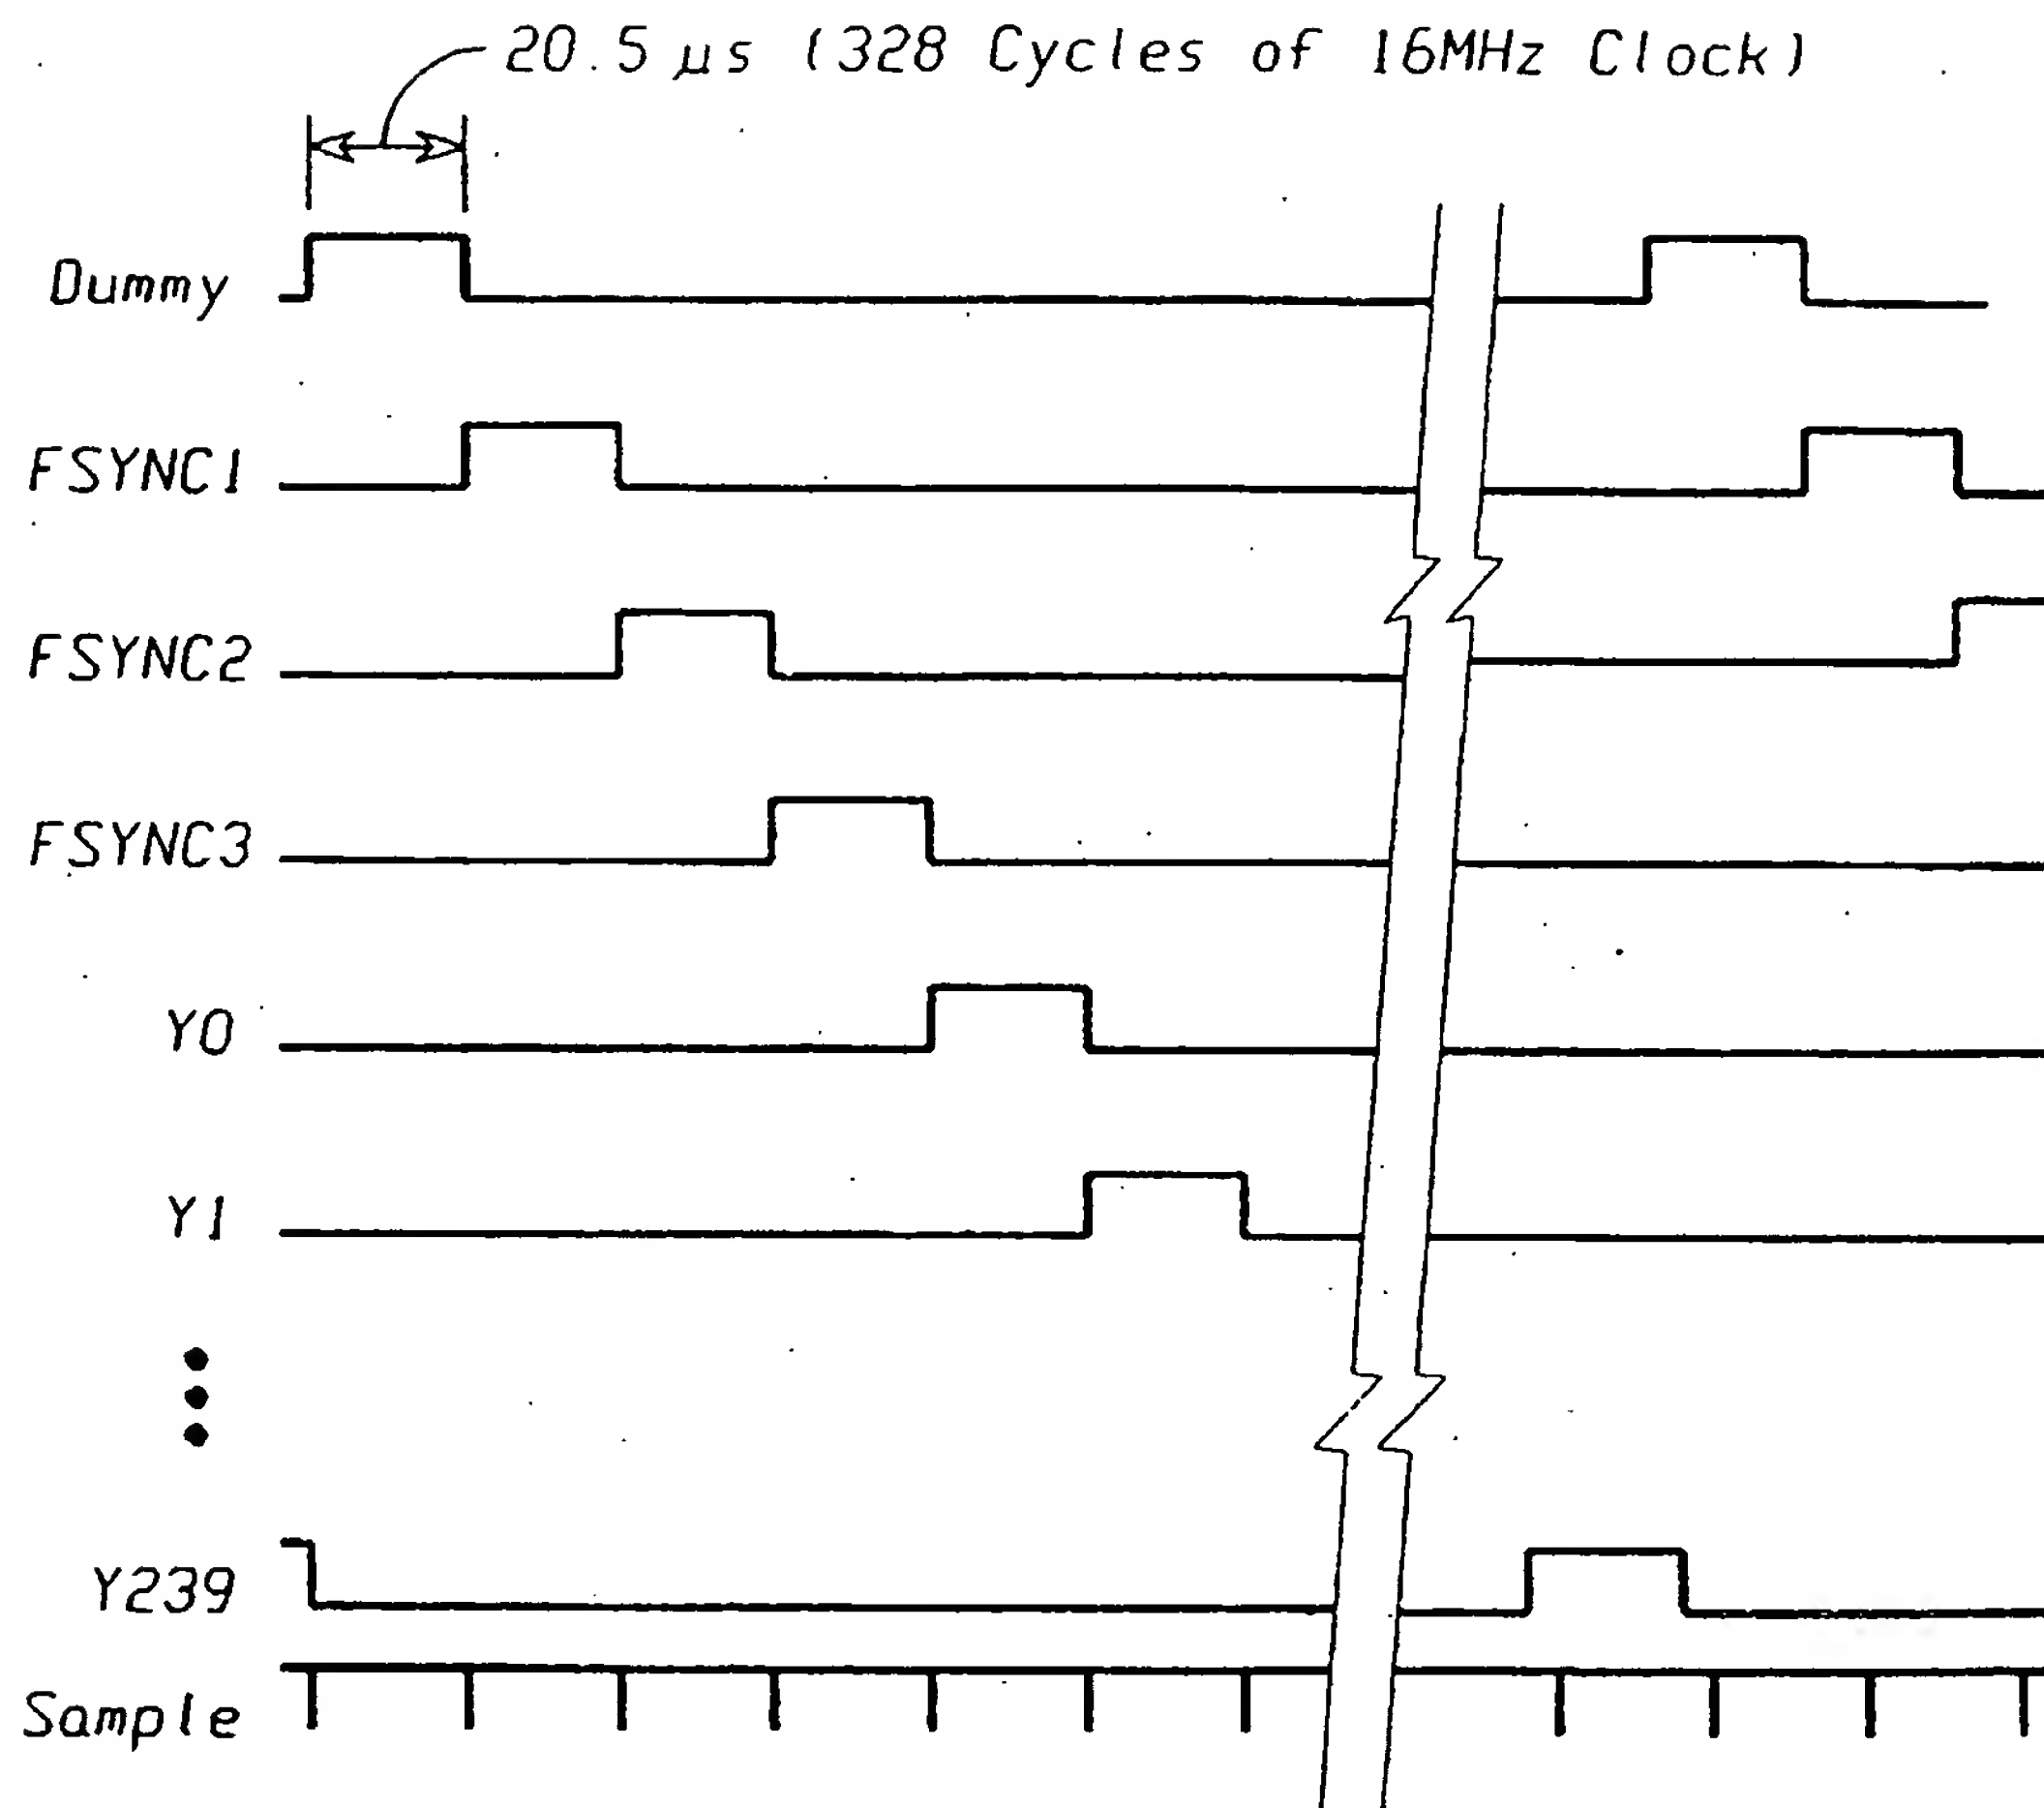 20.5 µs (328 Cycles of 16MHz Clock)
Dummy
FSYNC1
FSYNC2
FSYNC3
Y0
Y1
Y239
Sample